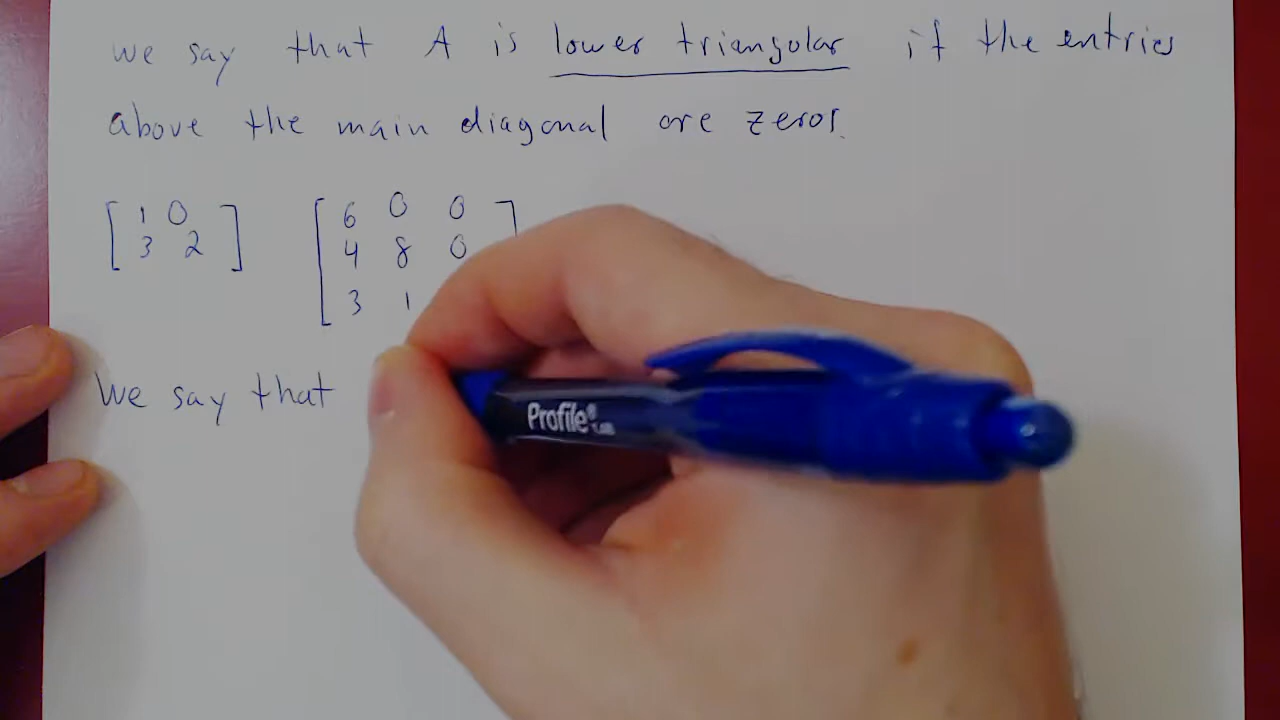 we say that A is lower triangular if the entries
above the main diagonal are zeros.
1 0
3 2
6 0 0
4 8 0
3 1
We say that
Profile®